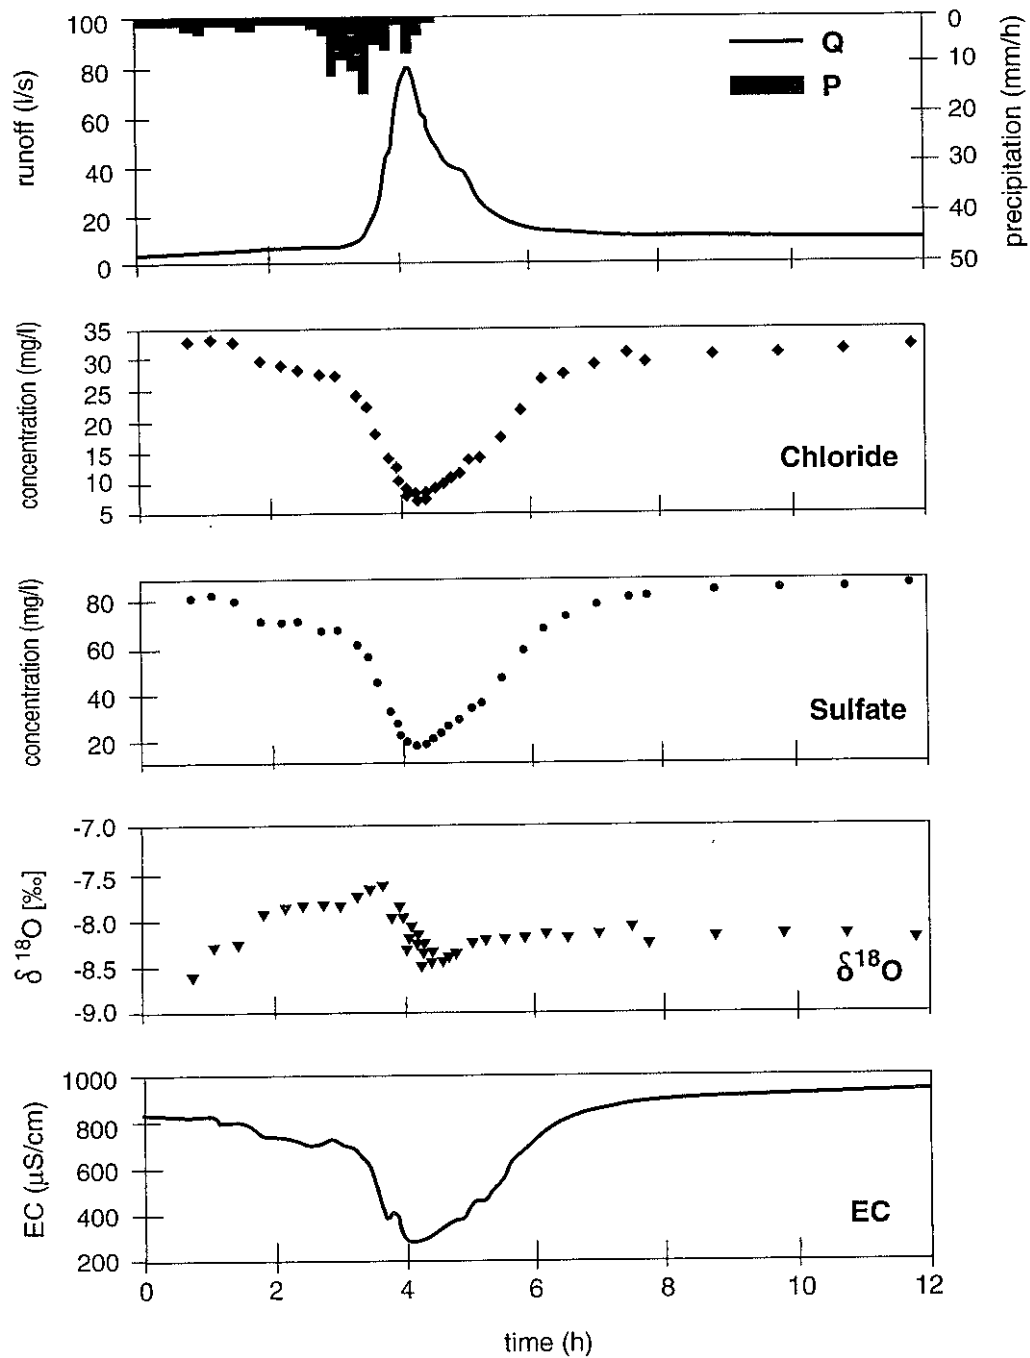 100
80
60
40
20
0
runoff (l/s)
Q
P
0
10
20
30
40
50
precipitation (mm/h)
35
30
25
20
15
10
5
concentration (mg/l)
Chloride
80
60
40
20
concentration (mg/l)
Sulfate
-7.0
-7.5
-8.0
-8.5
-9.0
δ ¹⁸O [‰]
δ¹⁸O
1000
800
600
400
200
EC (µS/cm)
EC
0 2 4 6 8 10 12
time (h)